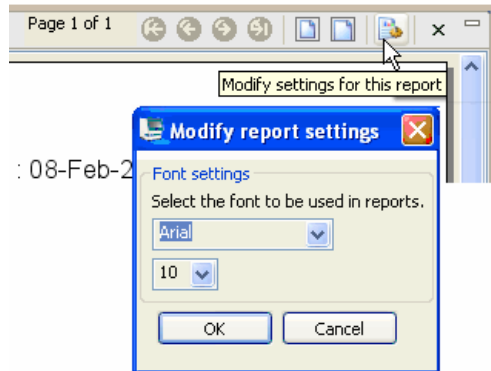 Page 1 of 1
Modify settings for this report
Modify report settings
: 08-Feb-2
Font settings
Select the font to be used in reports.
Arial
10
OK Cancel